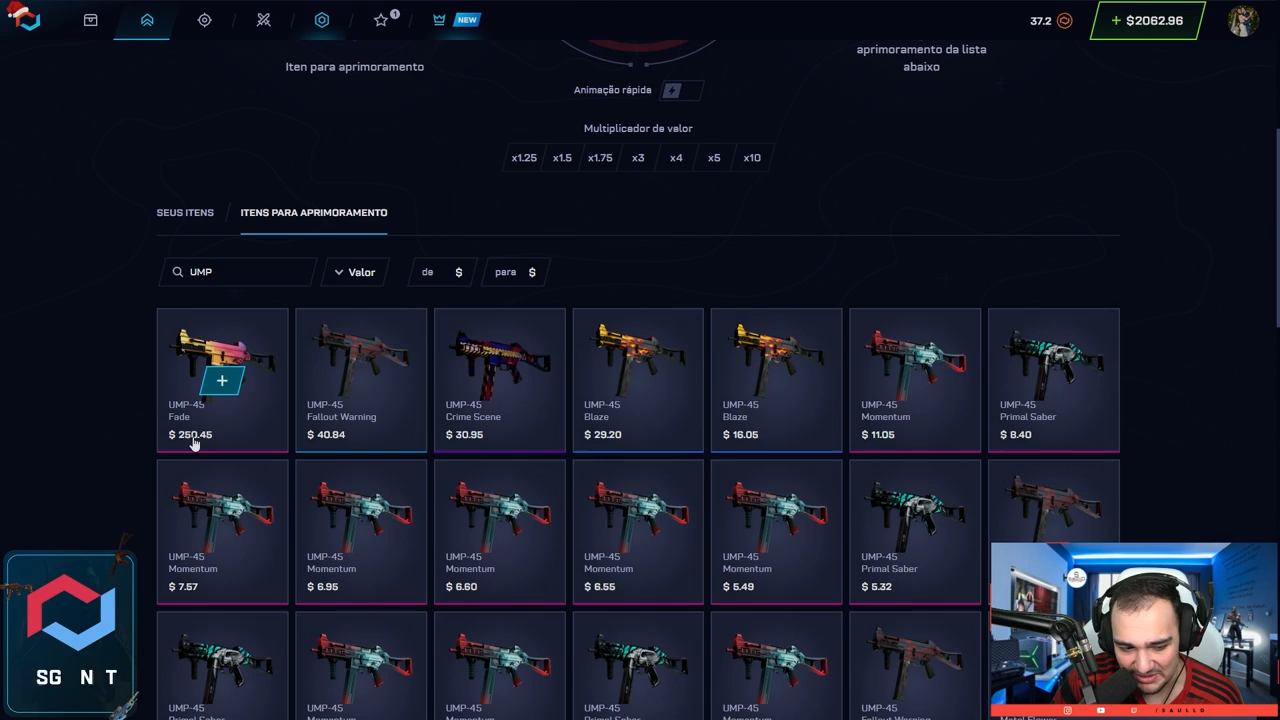 1
NEW
37.2
+ $2062.96
Iten para aprimoramento
aprimoramento da lista
abaixo
Animação rápida
Multiplicador de valor
x1.25 x1.5 x1.75 x3 x4 x5 x10
SEUS ITENS
ITENS PARA APRIMORAMENTO
UMP
Valor
de $
para $
UMP-45
Fade
$ 250.45
UMP-45
Fallout Warning
$ 40.84
UMP-45
Crime Scene
$ 30.95
UMP-45
Blaze
$ 29.20
UMP-45
Blaze
$ 16.05
UMP-45
Momentum
$ 11.05
UMP-45
Primal Saber
$ 8.40
UMP-45
Momentum
$ 7.57
UMP-45
Momentum
$ 6.95
UMP-45
Momentum
$ 6.60
UMP-45
Momentum
$ 6.55
UMP-45
Momentum
$ 5.49
UMP-45
Primal Saber
$ 5.32
UMP-45
UMP-45
UMP-45
UMP-45
UMP-45
UMP-45
SG N T
/SAULLO